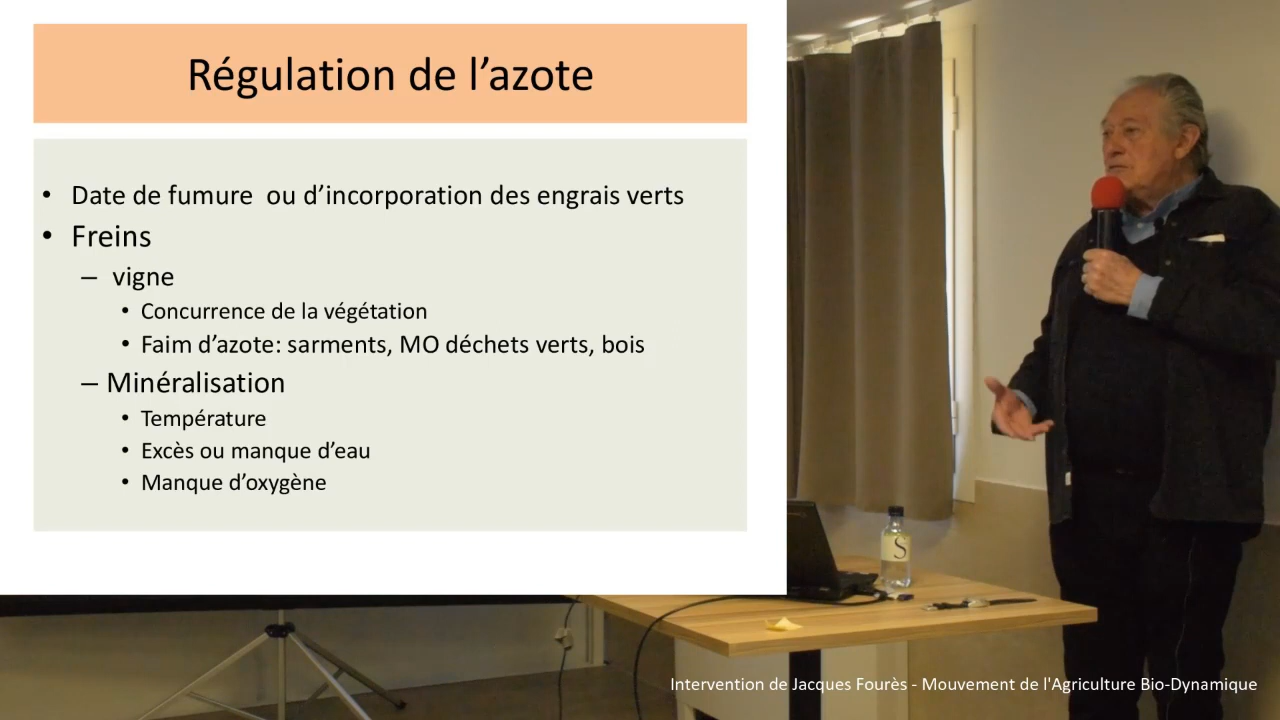 Régulation de l’azote
• Date de fumure ou d’incorporation des engrais verts
• Freins
– vigne
• Concurrence de la végétation
• Faim d’azote: sarments, MO déchets verts, bois
– Minéralisation
• Température
• Excès ou manque d’eau
• Manque d’oxygène
S
Intervention de Jacques Fourès - Mouvement de l'Agriculture Bio-Dynamique